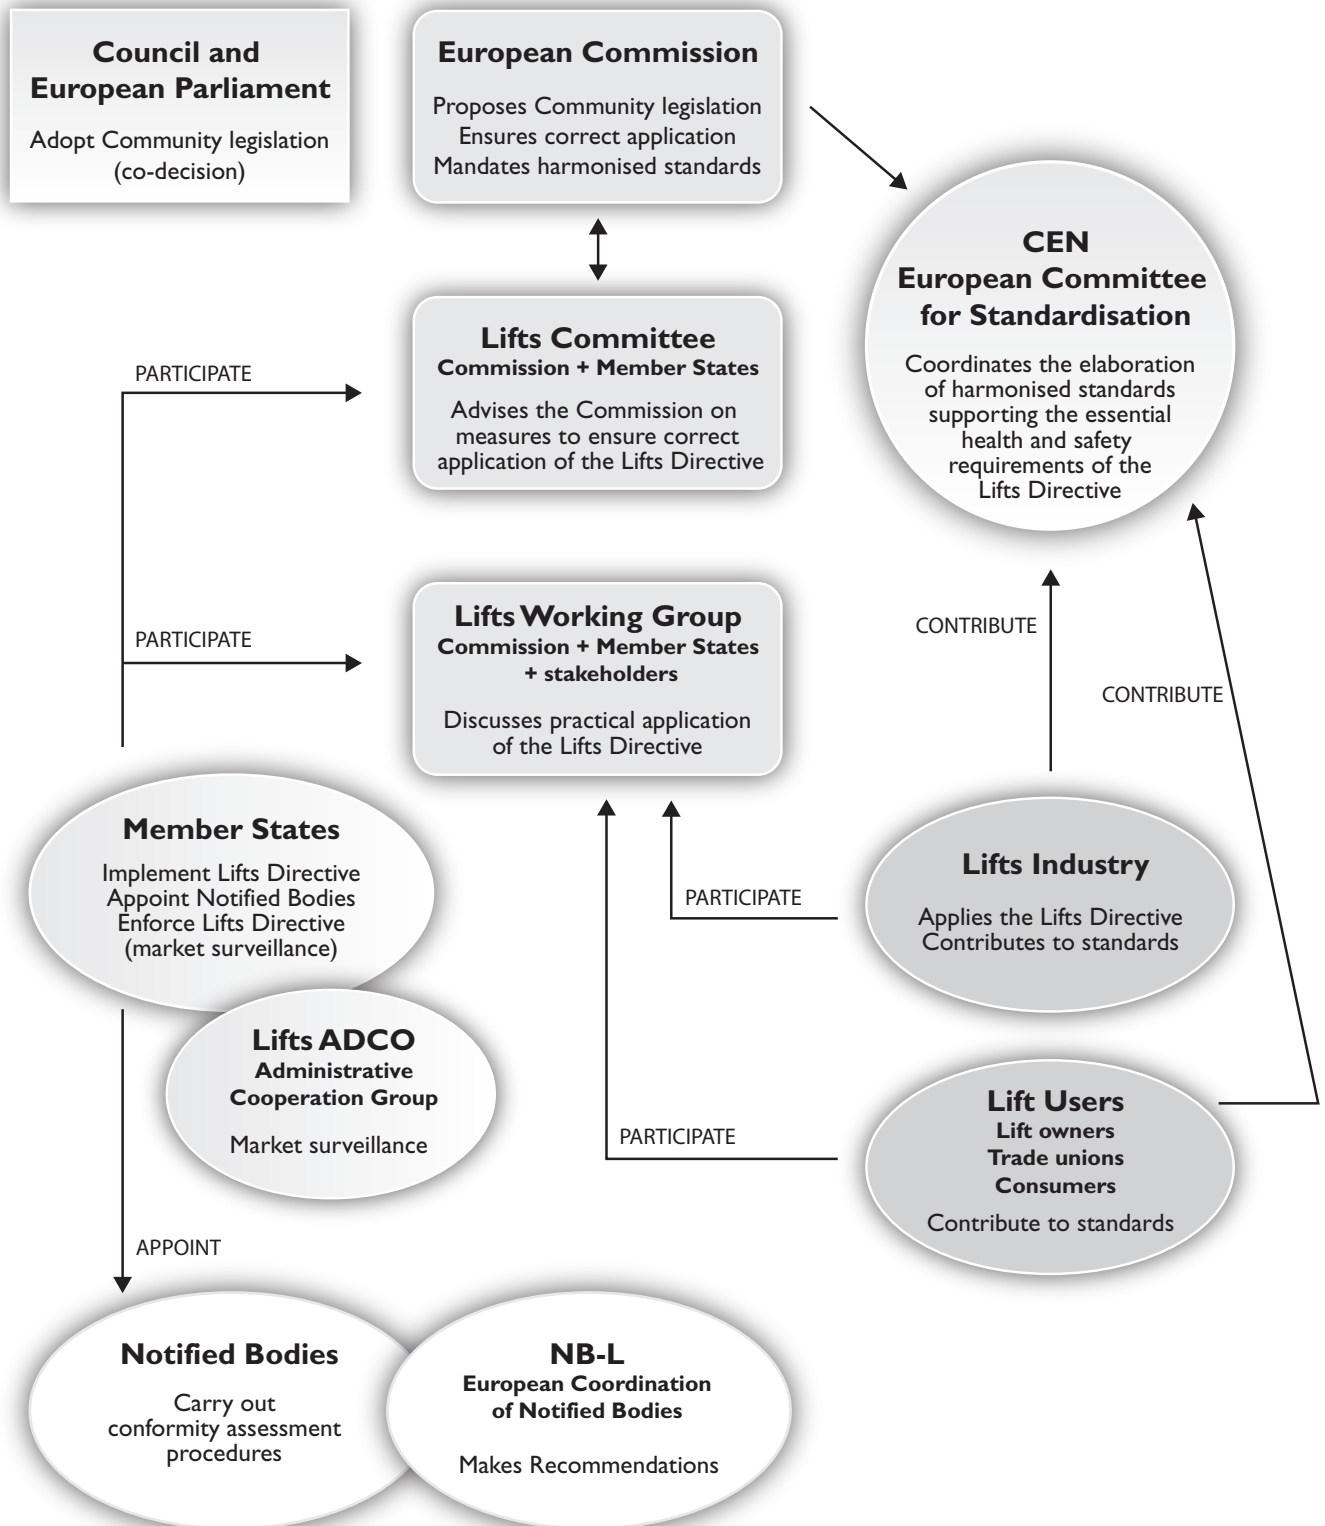 Council and
European Parliament
Adopt Community legislation
(co-decision)
European Commission
Proposes Community legislation
Ensures correct application
Mandates harmonised standards
CEN
European Committee
for Standardisation
Coordinates the elaboration
of harmonised standards
supporting the essential
health and safety
requirements of the
Lifts Directive
Lifts Committee
Commission + Member States
Advises the Commission on
measures to ensure correct
application of the Lifts Directive
PARTICIPATE
PARTICIPATE
Lifts Working Group
Commission + Member States
+ stakeholders
Discusses practical application
of the Lifts Directive
CONTRIBUTE
CONTRIBUTE
Member States
Implement Lifts Directive
Appoint Notified Bodies
Enforce Lifts Directive
(market surveillance)
PARTICIPATE
Lifts Industry
Applies the Lifts Directive
Contributes to standards
Lifts ADCO
Administrative
Cooperation Group
Market surveillance
PARTICIPATE
Lift Users
Lift owners
Trade unions
Consumers
Contribute to standards
APPOINT
Notified Bodies
Carry out
conformity assessment
procedures
NB-L
European Coordination
of Notified Bodies
Makes Recommendations